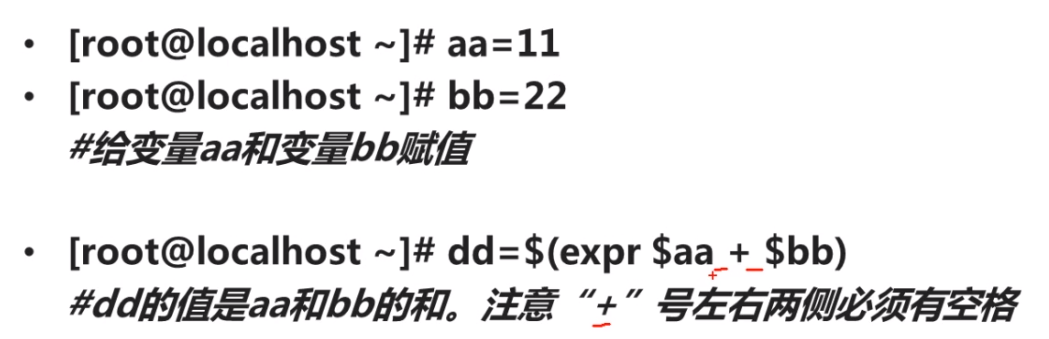 • [root@localhost ~]# aa=11
• [root@localhost ~]# bb=22
#给变量aa和变量bb赋值
• [root@localhost ~]# dd=$(expr $aa + $bb)
#dd的值是aa和bb的和。注意“+”号左右两侧必须有空格